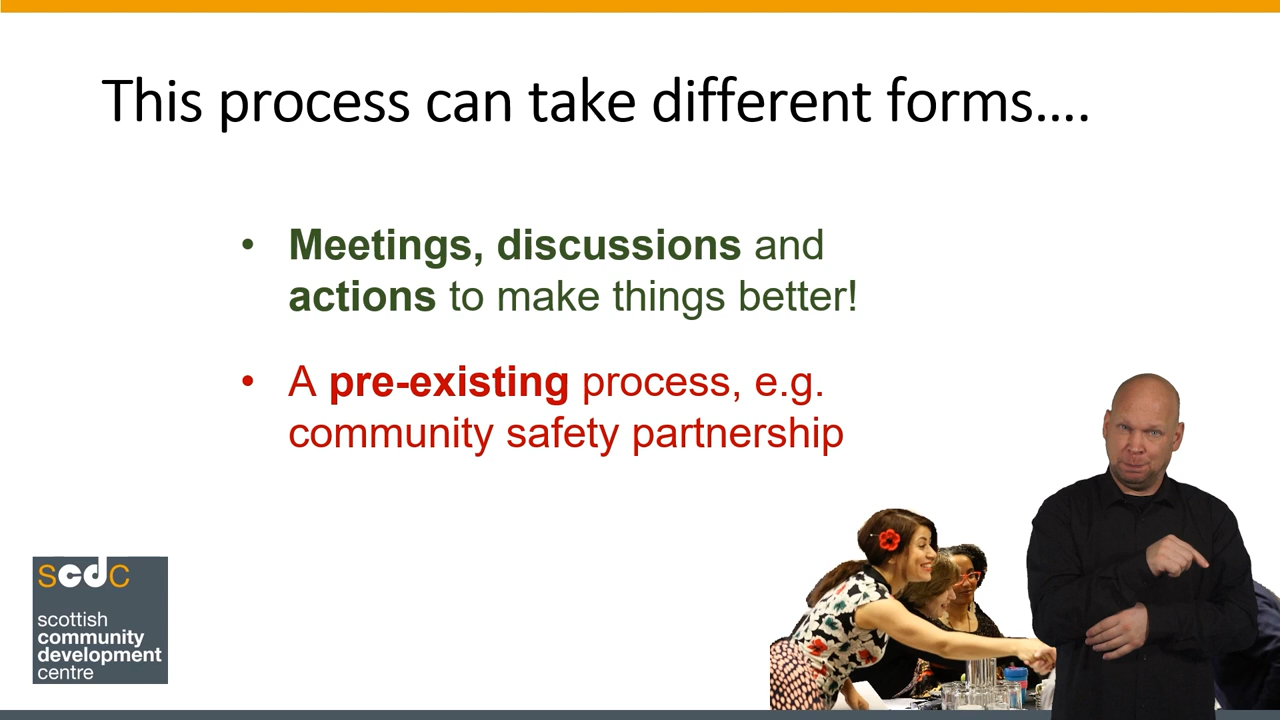 This process can take different forms....
• Meetings, discussions and
actions to make things better!
• A pre-existing process, e.g.
community safety partnership
scdc
scottish
community
development
centre